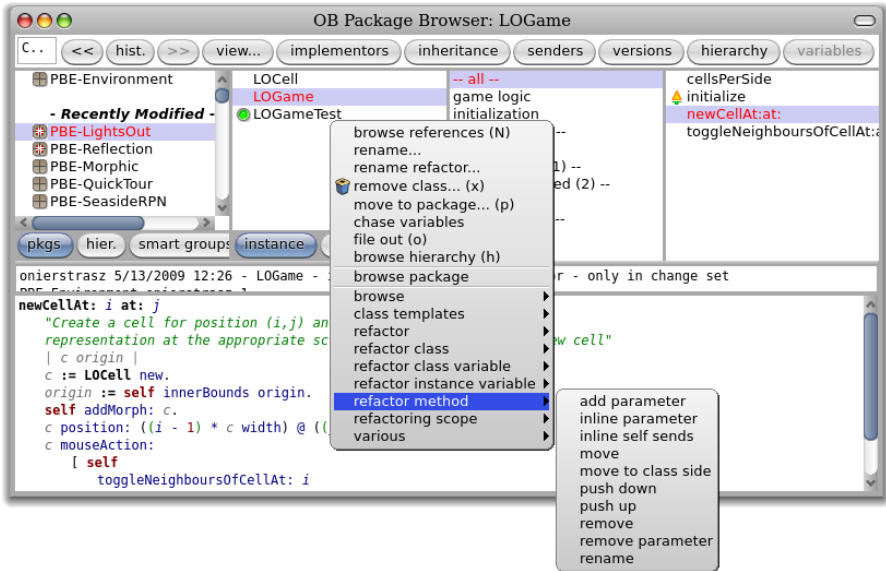 OB Package Browser: LOGame
C..
<<
hist.
>>
view...
implementors
inheritance
senders
versions
hierarchy
variables
PBE-Environment
- Recently Modified -
PBE-LightsOut
PBE-Reflection
PBE-Morphic
PBE-QuickTour
PBE-SeasideRPN
pkgs
hier.
smart groups
LOCell
LOGame
LOGameTest
instance
-- all --
game logic
initialization
--
1) --
ed (2) --
--
cellsPerSide
initialize
newCellAt:at:
toggleNeighboursOfCellAt:a
browse references (N)
rename...
rename refactor...
remove class... (x)
move to package... (p)
chase variables
file out (o)
browse hierarchy (h)
browse package
browse
class templates
refactor
refactor class
refactor class variable
refactor instance variable
refactor method
refactoring scope
various
add parameter
inline parameter
inline self sends
move
move to class side
push down
push up
remove
remove parameter
rename
onierstrasz 5/13/2009 12:26 - LOGame - or - only in change set
newCellAt: i at: j
"Create a cell for position (i,j) an
representation at the appropriate sc ew cell"
| c origin |
c := LOCell new.
origin := self innerBounds origin.
self addMorph: c.
c position: ((i - 1) * c width) @ ((
c mouseAction:
[ self
toggleNeighboursOfCellAt: i